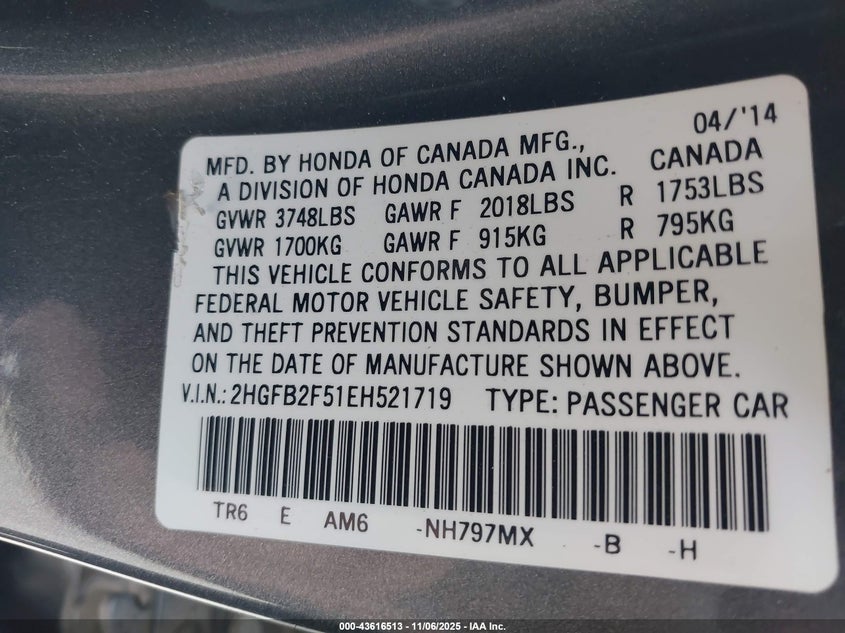 04/'14
MFD. BY HONDA OF CANADA MFG., CANADA
A DIVISION OF HONDA CANADA INC.
GVWR 3748LBS GAWR F 2018LBS R 1753LBS
GVWR 1700KG GAWR F 915KG R 795KG
THIS VEHICLE CONFORMS TO ALL APPLICABLE
FEDERAL MOTOR VEHICLE SAFETY, BUMPER,
AND THEFT PREVENTION STANDARDS IN EFFECT
ON THE DATE OF MANUFACTURE SHOWN ABOVE.
V.I.N.: 2HGFB2F51EH521719 TYPE: PASSENGER CAR
TR6 E AM6 -NH797MX -B -H
000-43616513 - 11/06/2025 - IAA Inc.